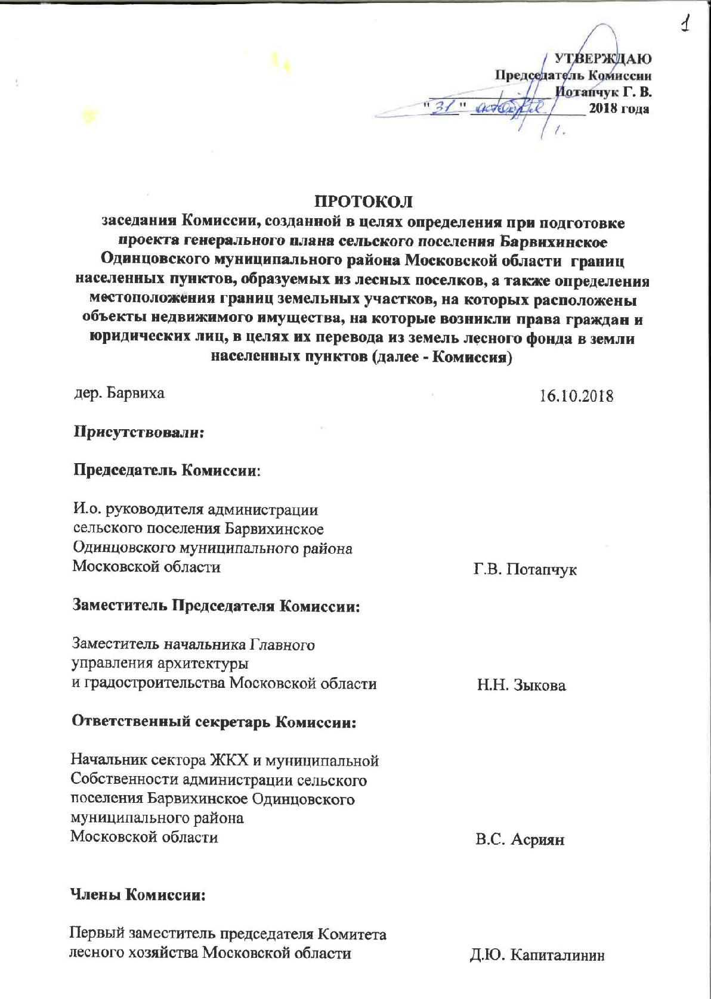 1
УТВЕРЖДАЮ
Председатель Комиссии
Потапчук Г. В.
"31" октября 2018 года
ПРОТОКОЛ
заседания Комиссии, созданной в целях определения при подготовке
проекта генерального плана сельского поселения Барвихинское
Одинцовского муниципального района Московской области границ
населенных пунктов, образуемых из лесных поселков, а также определения
местоположения границ земельных участков, на которых расположены
объекты недвижимого имущества, на которые возникли права граждан и
юридических лиц, в целях их перевода из земель лесного фонда в земли
населенных пунктов (далее - Комиссия)
дер. Барвиха 16.10.2018
Присутствовали:
Председатель Комиссии:
И.о. руководителя администрации
сельского поселения Барвихинское
Одинцовского муниципального района
Московской области Г.В. Потапчук
Заместитель Председателя Комиссии:
Заместитель начальника Главного
управления архитектуры
и градостроительства Московской области Н.Н. Зыкова
Ответственный секретарь Комиссии:
Начальник сектора ЖКХ и муниципальной
Собственности администрации сельского
поселения Барвихинское Одинцовского
муниципального района
Московской области В.С. Асриян
Члены Комиссии:
Первый заместитель председателя Комитета
лесного хозяйства Московской области Д.Ю. Капиталинин